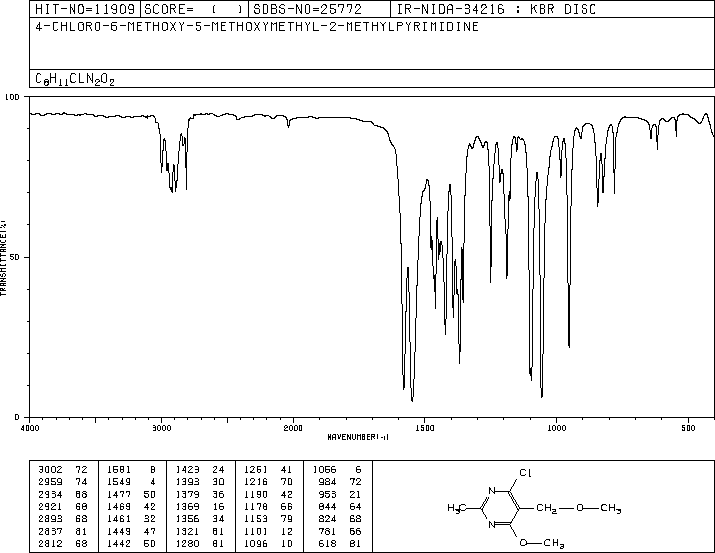 HIT-NO=11909 SCORE= ( ) SDBS-NO=25772 IR-NIDA-34216 : KBR DISC
4-CHLORO-6-METHOXY-5-METHOXYMETHYL-2-METHYLPYRIMIDINE
C8H11CLN2O2
100
50
0
TRANSMITTANCE(%)
4000 3000 2000 1500 1000 500
WAVENUMBER(-1)
3002 72 1581 8 1423 24 1251 41 1056 6
2959 74 1549 4 1393 30 1216 70 984 72
2934 68 1477 50 1379 36 1190 42 953 21
2921 68 1469 42 1369 16 1178 66 844 64
2893 68 1461 32 1356 34 1153 79 824 68
2837 81 1449 47 1321 81 1101 12 781 66
2812 68 1442 50 1280 81 1096 10 618 81
Cl
N
H3C CH2 O CH3
N
O CH3